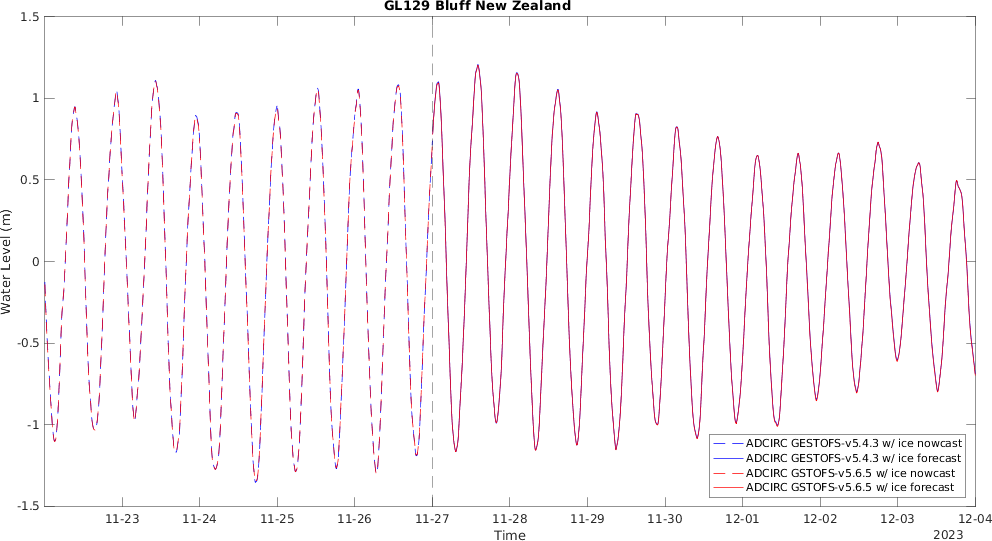 GL129 Bluff New Zealand
1.5
1
0.5
0
-0.5
-1
-1.5
Water Level (m)
ADCIRC GESTOFS-v5.4.3 w/ ice nowcast
ADCIRC GESTOFS-v5.4.3 w/ ice forecast
ADCIRC GSTOFS-v5.6.5 w/ ice nowcast
ADCIRC GSTOFS-v5.6.5 w/ ice forecast
11-23 11-24 11-25 11-26 11-27 11-28 11-29 11-30 12-01 12-02 12-03 12-04
Time
2023